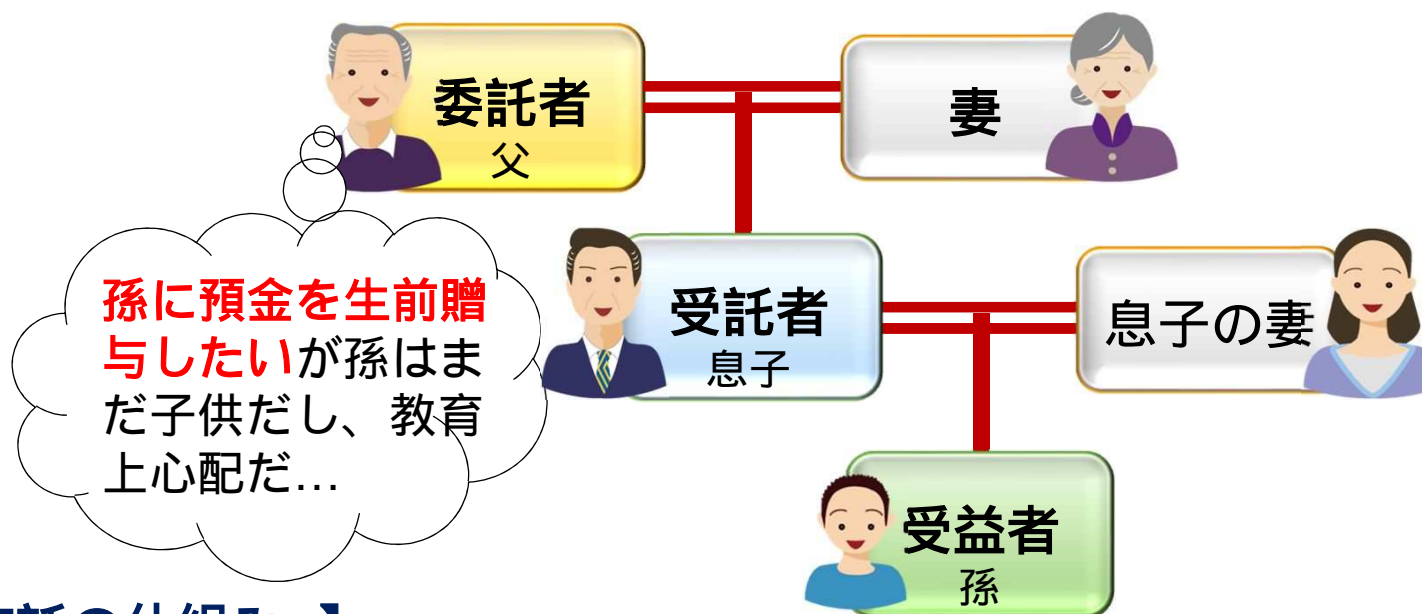 委託者
父
妻
孫に預金を生前贈
与したいが孫はま
だ子供だし、教育
上心配だ…
受託者
息子
息子の妻
受益者
孫